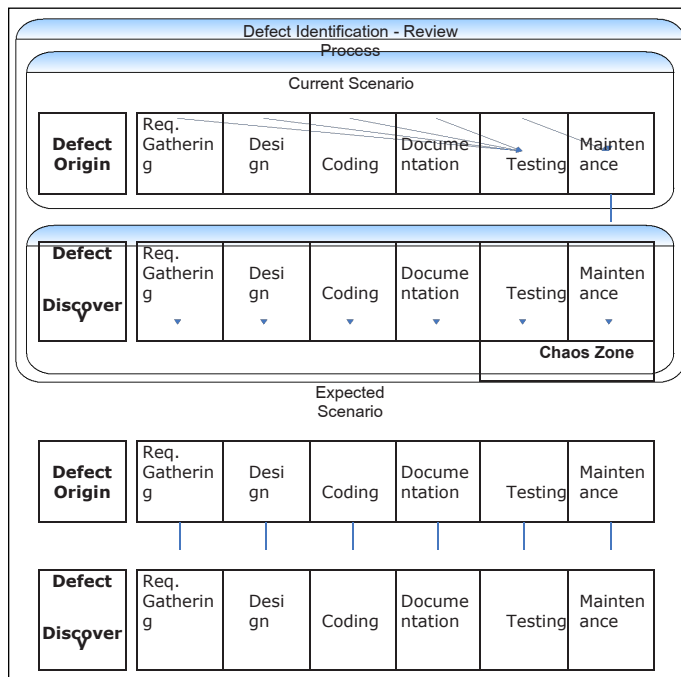 Defect Identification - Review
Process
Current Scenario
Defect
Origin
Req.
Gatherin
g
Desi
gn
Coding
Docume
ntation
Testing
Mainten
ance
Defect
Discover
y
Req.
Gatherin
g
Desi
gn
Coding
Docume
ntation
Testing
Mainten
ance
Chaos Zone
Expected
Scenario
Defect
Origin
Req.
Gatherin
g
Desi
gn
Coding
Docume
ntation
Testing
Mainten
ance
Defect
Discover
y
Req.
Gatherin
g
Desi
gn
Coding
Docume
ntation
Testing
Mainten
ance